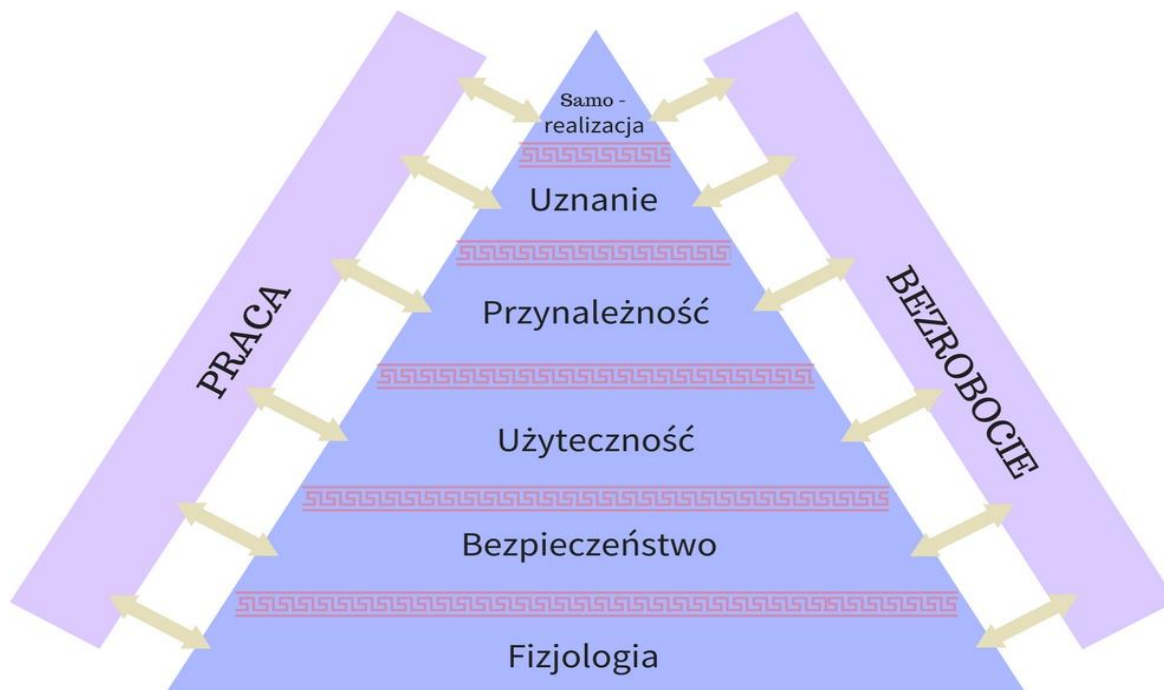 Samo -
realizacja
Uznanie
Przynależność
PRACA
BEZROBOCIE
Użyteczność
Bezpieczeństwo
Fizjologia